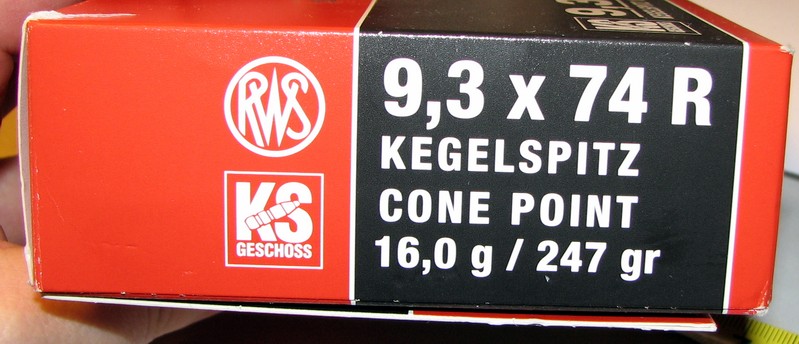 RWS
KS
GESCHOSS
9,3 x 74 R
KEGELSPITZ
CONE POINT
16,0 g / 247 gr